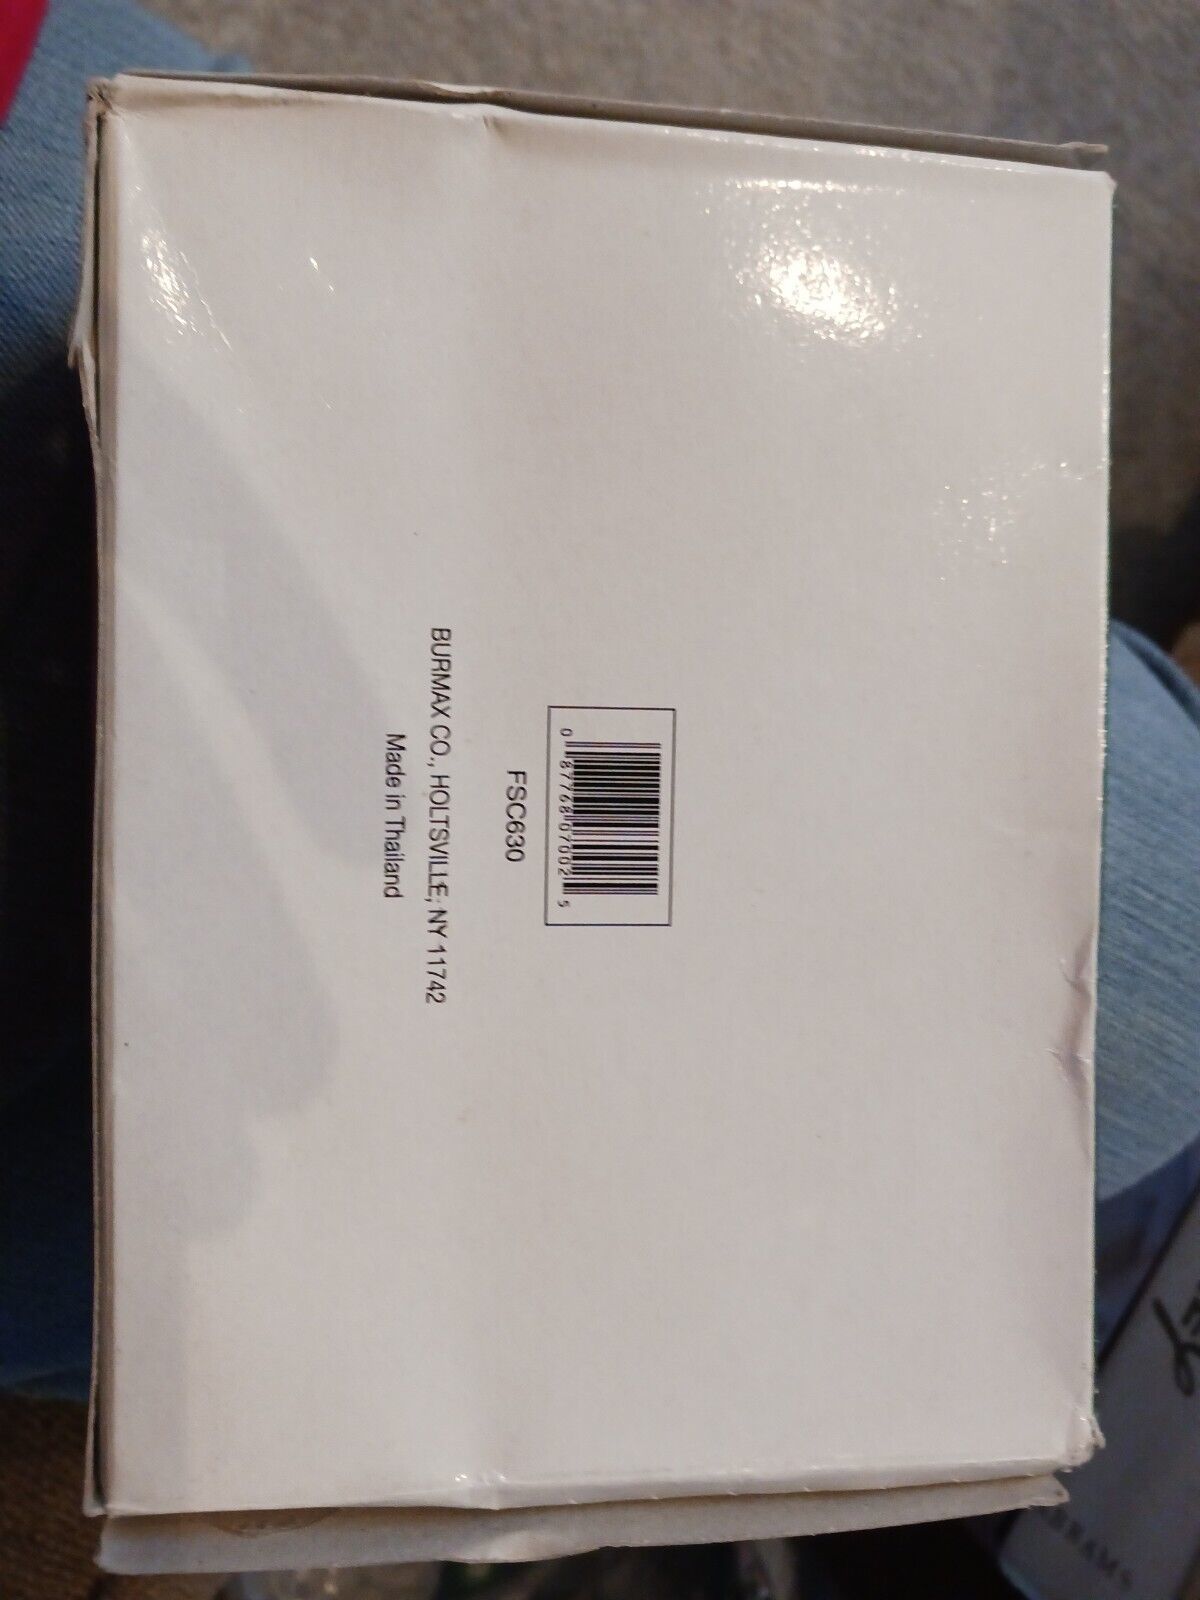 0 87768 07002 5
FSC630
BURMAX CO., HOLTSVILLE, NY 11742
Made in Thailand